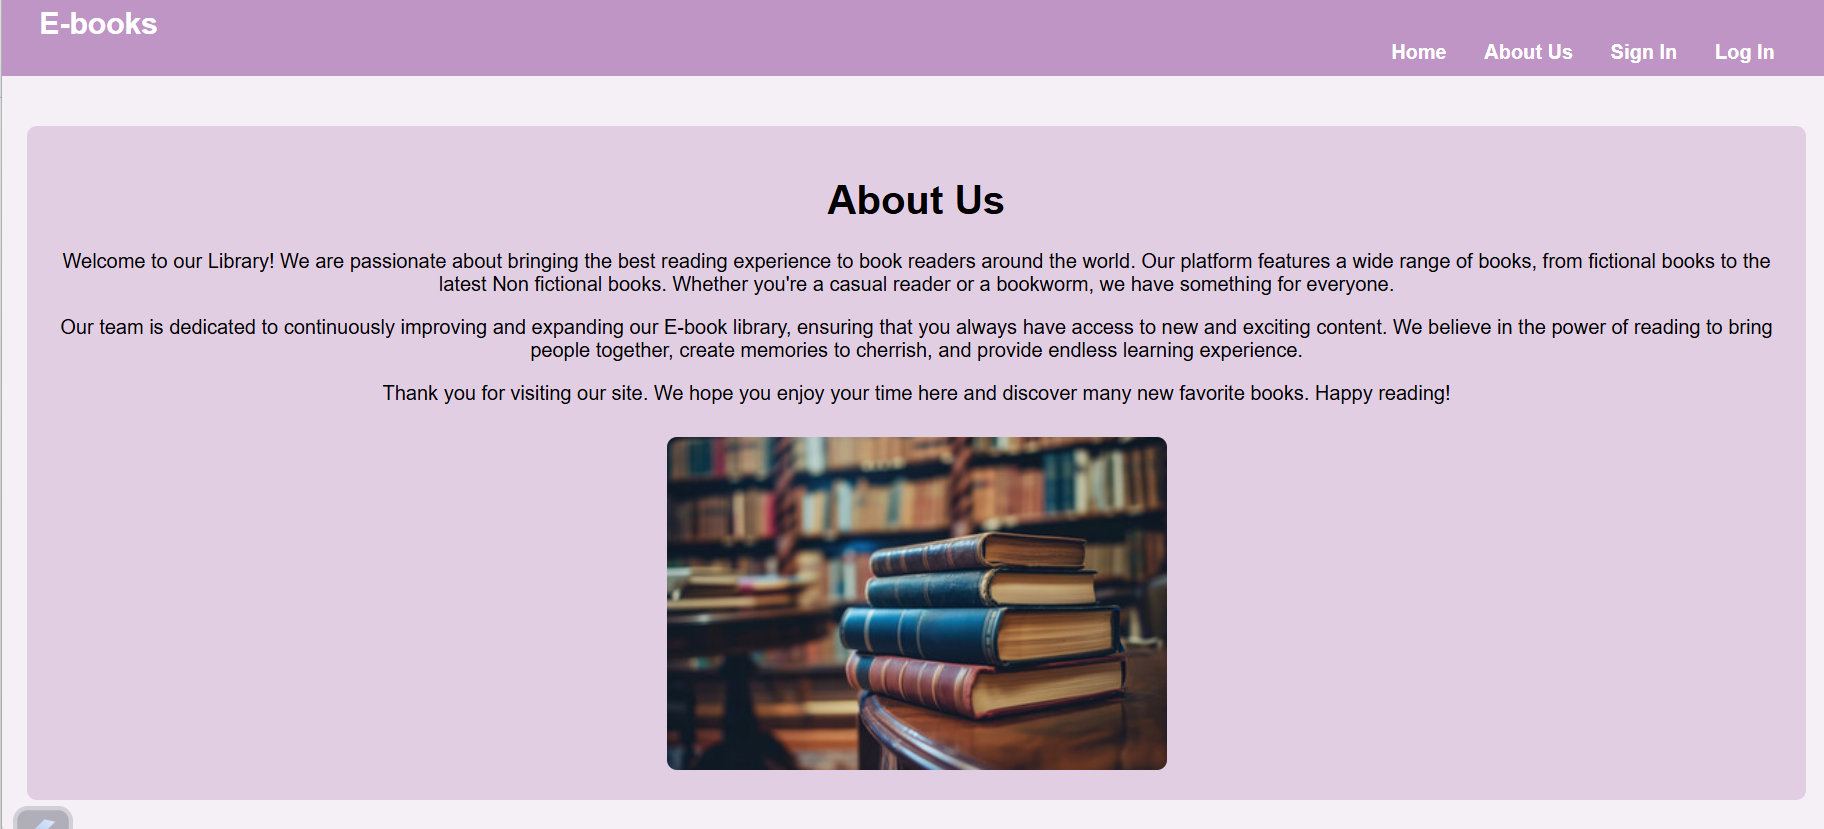 E-books
Home About Us Sign In Log In
About Us
Welcome to our Library! We are passionate about bringing the best reading experience to book readers around the world. Our platform features a wide range of books, from fictional books to the
latest Non fictional books. Whether you're a casual reader or a bookworm, we have something for everyone.
Our team is dedicated to continuously improving and expanding our E-book library, ensuring that you always have access to new and exciting content. We believe in the power of reading to bring
people together, create memories to cherrish, and provide endless learning experience.
Thank you for visiting our site. We hope you enjoy your time here and discover many new favorite books. Happy reading!